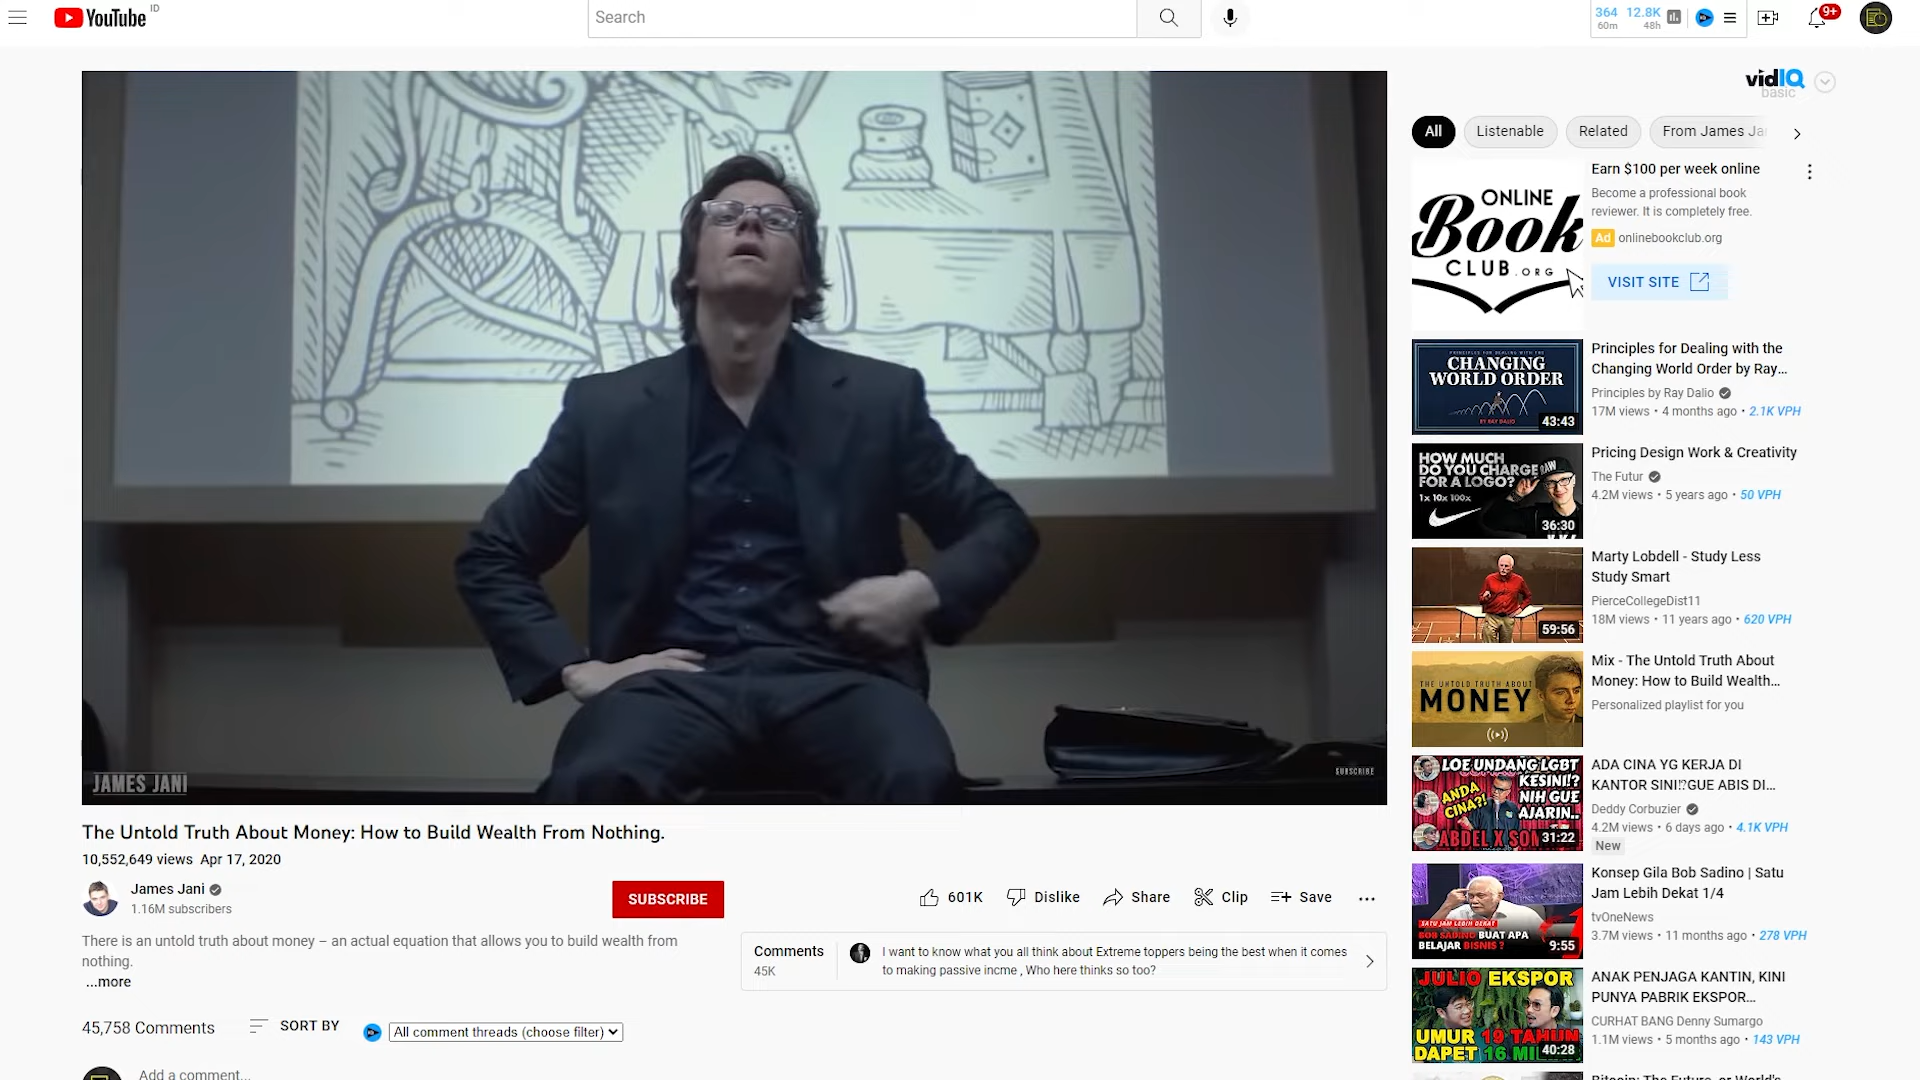 YouTube ID
Search
364 12.8K
60m 48h
9+
vidIQ
basic
All Listenable Related From James Ja
ONLINE
Book
CLUB.ORG
Earn $100 per week online
Become a professional book
reviewer. It is completely free.
Ad onlinebookclub.org
VISIT SITE
PRINCIPLES FOR DEALING WITH THE
CHANGING
WORLD ORDER
BY RAY DALIO
43:43
Principles for Dealing with the
Changing World Order by Ray...
Principles by Ray Dalio
17M views • 4 months ago • 2.1K VPH
HOW MUCH
DO YOU CHARGE
FOR A LOGO?
1x 10x 100x
RAW
36:30
Pricing Design Work & Creativity
The Futur
4.2M views • 5 years ago • 50 VPH
59:56
Marty Lobdell - Study Less
Study Smart
PierceCollegeDist11
18M views • 11 years ago • 620 VPH
THE UNTOLD TRUTH ABOUT
MONEY
Mix - The Untold Truth About
Money: How to Build Wealth...
Personalized playlist for you
LOE UNDANG LGBT
KESINI!?
ANDA
CINA?!
NIH GUE
AJARIN..
ABDEL X
31:22
ADA CINA YG KERJA DI
KANTOR SINI⁉GUE ABIS DI...
Deddy Corbuzier
4.2M views • 6 days ago • 4.1K VPH
New
SATU JAM LEBIH DEKAT
BOB SADINO BUAT APA
BELAJAR BISNIS ?
9:55
Konsep Gila Bob Sadino | Satu
Jam Lebih Dekat 1/4
tvOneNews
3.7M views • 11 months ago • 278 VPH
JULIO EKSPOR
UMUR 19 TAHUN
DAPET 16 MI
40:28
ANAK PENJAGA KANTIN, KINI
PUNYA PABRIK EKSPOR...
CURHAT BANG Denny Sumargo
1.1M views • 5 months ago • 143 VPH
JAMES JANI
SUBSCRIBE
The Untold Truth About Money: How to Build Wealth From Nothing.
10,552,649 views Apr 17, 2020
James Jani
1.16M subscribers
SUBSCRIBE
601K Dislike Share Clip Save
There is an untold truth about money – an actual equation that allows you to build wealth from
nothing.
...more
Comments
45K
I want to know what you all think about Extreme toppers being the best when it comes
to making passive incme , Who here thinks so too?
45,758 Comments SORT BY All comment threads (choose filter)
Add a comment...